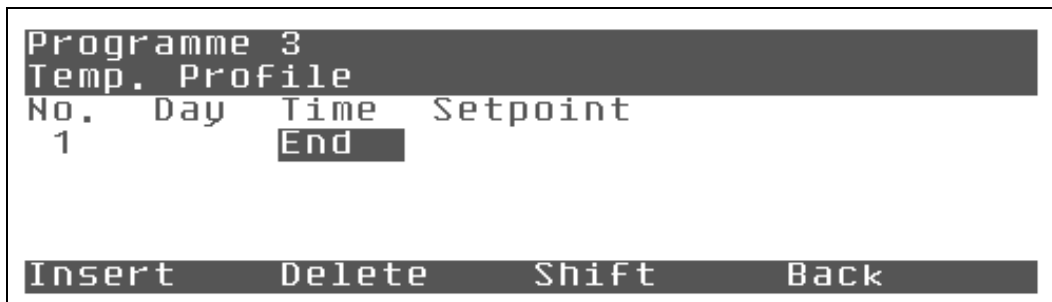 Programme 3
Temp. Profile
No. Day Time Setpoint
1 End
Insert Delete Shift Back